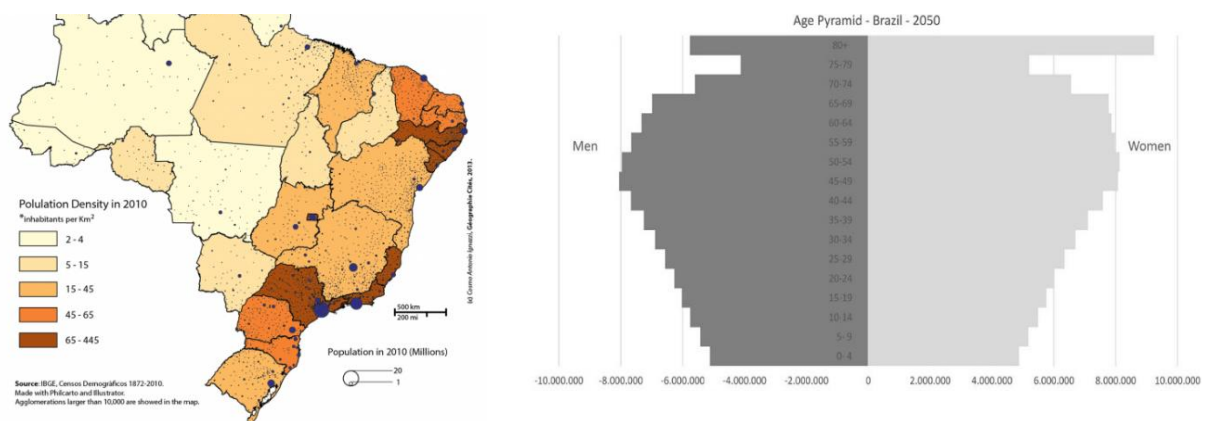 Polulation Density in 2010
*inhabitants per Km²
2 - 4
5 - 15
15 - 45
45 - 65
65 - 445
Source: IBGE, Censos Demográficos 1872-2010.
Made with Philcarto and Illustrator.
Agglomerations larger than 10,000 are showed in the map.
500 km
200 mi
Population in 2010 (Millions)
20
1
Géographie Cités, 2013.
Age Pyramid - Brazil - 2050
Men
Women
80+
75-79
70-74
65-69
60-64
55-59
50-54
45-49
40-44
35-39
30-34
25-29
20-24
15-19
10-14
5- 9
0- 4
-10.000.000
-8.000.000
-6.000.000
-4.000.000
-2.000.000
0
2.000.000
4.000.000
6.000.000
8.000.000
10.000.000